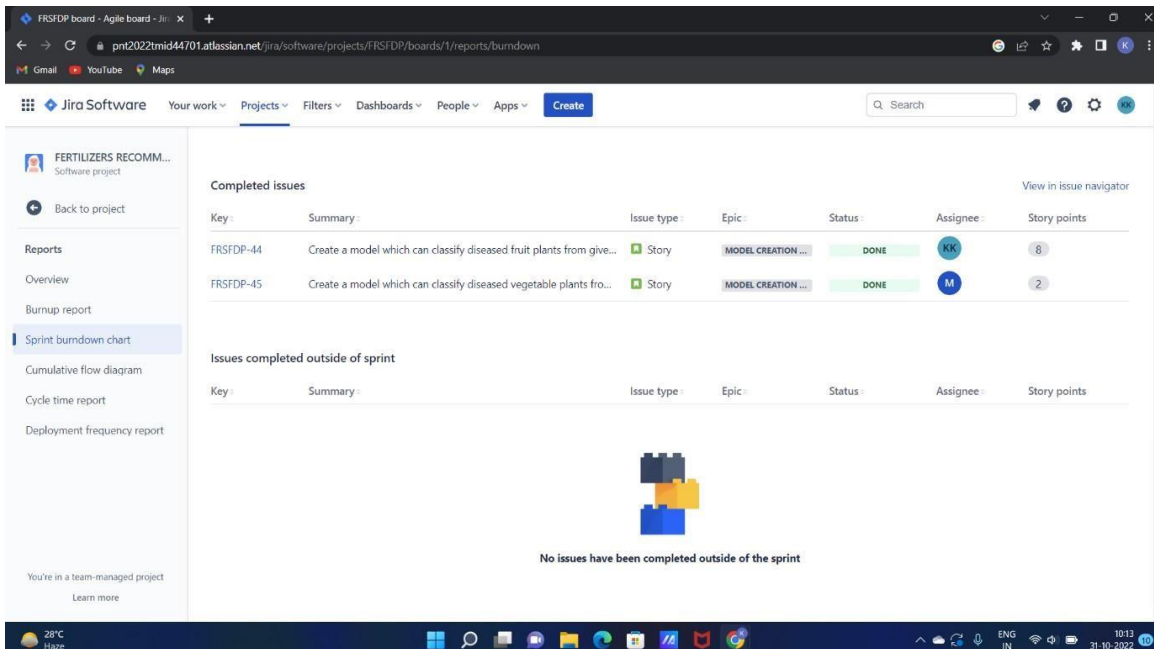 FRSFDP board - Agile board - Jir
pnt2022tmid44701.atlassian.net/jira/software/projects/FRSFDP/boards/1/reports/burndown
G
K
Gmail YouTube Maps
Jira Software Your work Projects Filters Dashboards People Apps Create Search KK
FERTILIZERS RECOMM...
Software project
Back to project
Reports
Overview
Burnup report
Sprint burndown chart
Cumulative flow diagram
Cycle time report
Deployment frequency report
You're in a team-managed project
Learn more
Completed issues View in issue navigator
Key Summary Issue type Epic Status Assignee Story points
FRSFDP-44 Create a model which can classify diseased fruit plants from give... Story MODEL CREATION ... DONE KK 8
FRSFDP-45 Create a model which can classify diseased vegetable plants fro... Story MODEL CREATION ... DONE M 2
Issues completed outside of sprint
Key Summary Issue type Epic Status Assignee Story points
No issues have been completed outside of the sprint
28°C
Haze
ENG
IN
10:13
31-10-2022
10